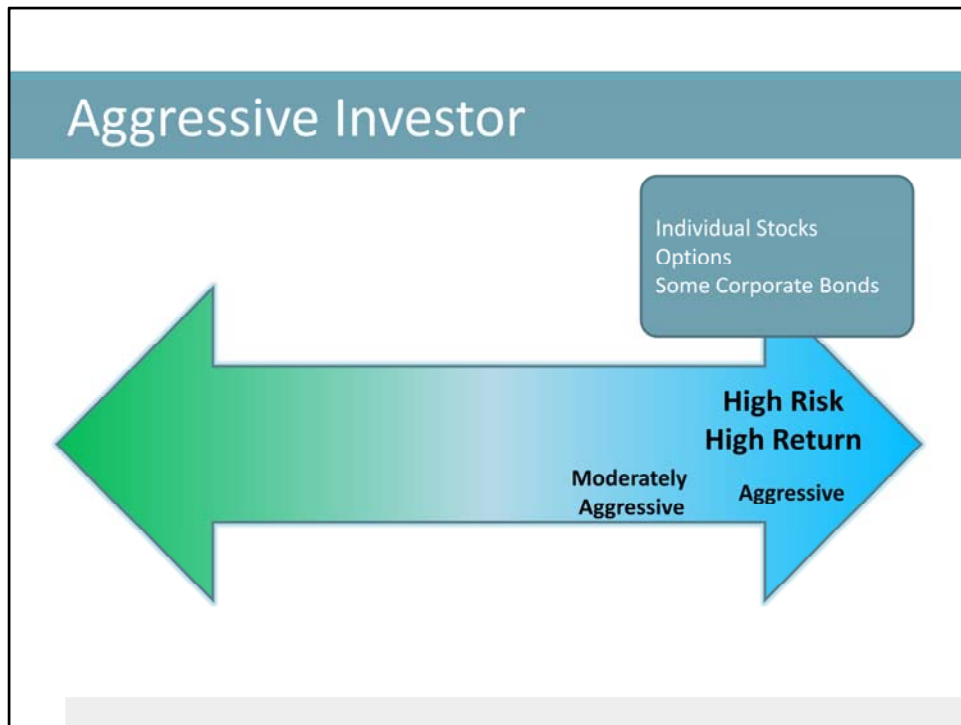 Aggressive Investor
Individual Stocks
Options
Some Corporate Bonds
High Risk
High Return
Moderately
Aggressive
Aggressive